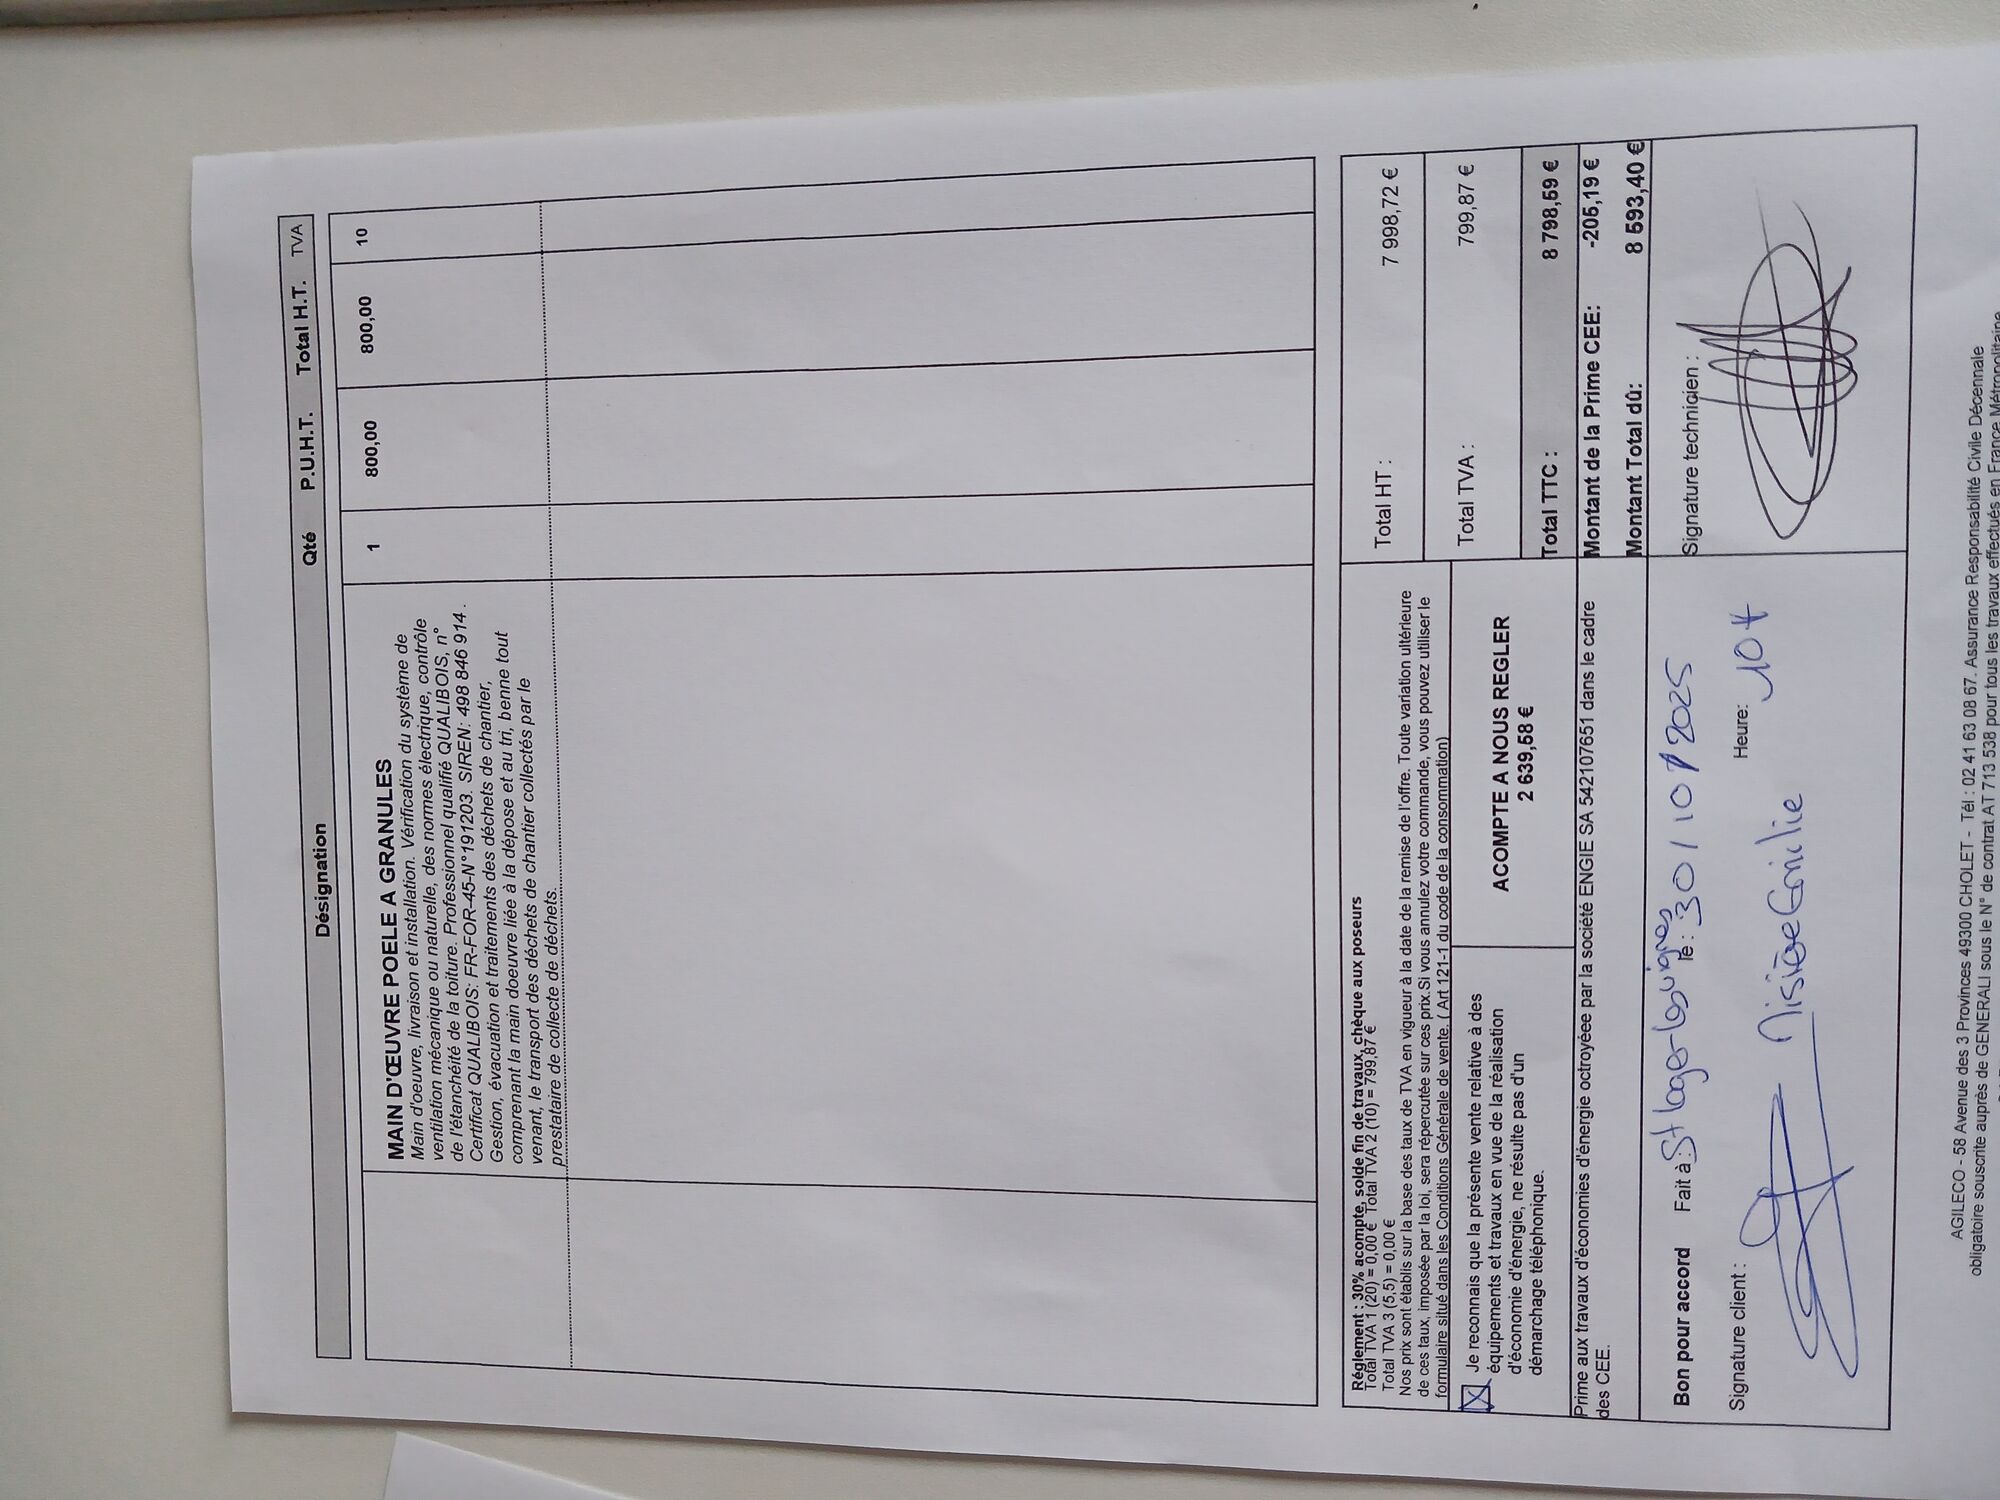 Désignation Qté P.U.H.T. Total H.T. TVA
MAIN D'ŒUVRE POELE A GRANULES 1 800,00 800,00 10
Main d'oeuvre, livraison et installation. Vérification du système de
ventilation mécanique ou naturelle, des normes électrique, contrôle
de l'étanchéité de la toiture. Professionnel qualifié QUALIBOIS, n°
Certificat QUALIBOIS: FR-FOR-45-N°191203. SIREN: 498 846 914 .
Gestion, évacuation et traitements des déchets de chantier,
comprenant la main doeuvre liée à la dépose et au tri, benne tout
venant, le transport des déchets de chantier collectés par le
prestataire de collecte de déchets.
Réglement : 30% acompte, solde fin de travaux, chèque aux poseurs
Total TVA 1 (20) = 0,00 € Total TVA 2 (10) = 799,87 €
Total TVA 3 (5,5) = 0,00 €
Nos prix sont établis sur la base des taux de TVA en vigueur à la date de la remise de l'offre. Toute variation ultérieure
de ces taux, imposée par la loi, sera répercutée sur ces prix.Si vous annulez votre commande, vous pouvez utiliser le
formulaire situé dans les Conditions Générale de vente. ( Art 121-1 du code de la consommation)
Total HT : 7 998,72 €
Total TVA : 799,87 €
Total TTC : 8 798,59 €
Montant de la Prime CEE: -205,19 €
Montant Total dû: 8 593,40 €
Je reconnais que la présente vente relative à des
équipements et travaux en vue de la réalisation
d'économie d'énergie, ne résulte pas d'un
démarchage téléphonique.
ACOMPTE A NOUS REGLER
2 639,58 €
Prime aux travaux d'économies d'énergie octroyéee par la société ENGIE SA 542107651 dans le cadre
des CEE.
Bon pour accord Fait à : St Loger le : 30/10/2025
Signature client : Heure: 10H
Signature technicien :
AGILECO - 58 Avenue des 3 Provinces 49300 CHOLET - Tél : 02 41 63 08 67. Assurance Responsabilité Civile Décennale
obligatoire souscrite auprès de GENERALI sous le N° de contrat AT 713 538 pour tous les travaux effectués en France Métropolitaine